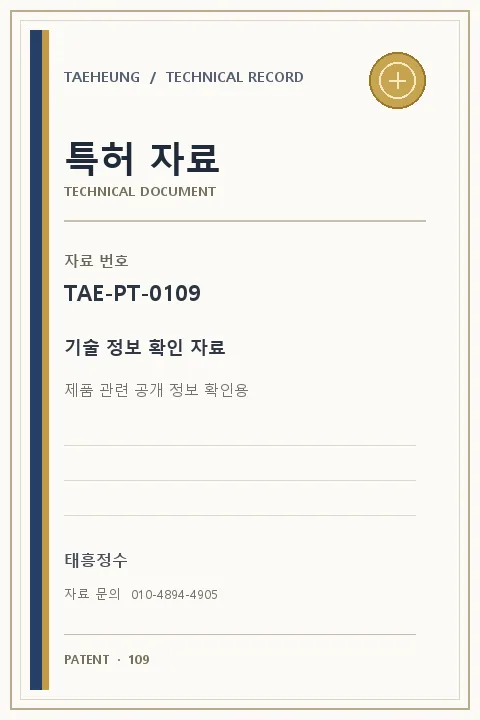 TAEHEUNG / TECHNICAL RECORD
특허 자료
TECHNICAL DOCUMENT
자료 번호
TAE-PT-0109
기술 정보 확인 자료
제품 관련 공개 정보 확인용
태흥정수
자료 문의 010-4894-4905
PATENT · 109